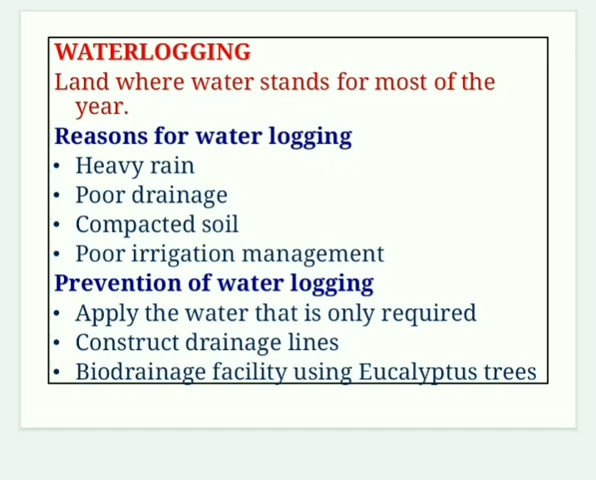 WATERLOGGING
Land where water stands for most of the
year.
Reasons for water logging
• Heavy rain
• Poor drainage
• Compacted soil
• Poor irrigation management
Prevention of water logging
• Apply the water that is only required
• Construct drainage lines
• Biodrainage facility using Eucalyptus trees